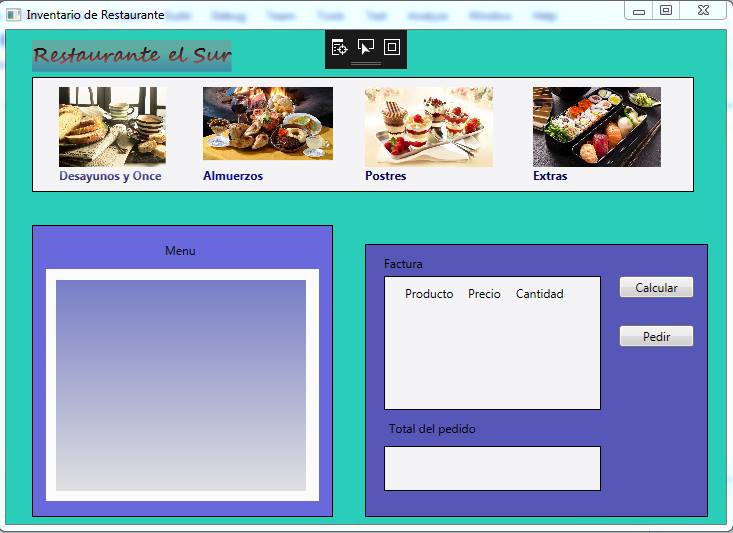 Inventario de Restaurante
Restaurante el Sur
Desayunos y Once
Almuerzos
Postres
Extras
Menu
Factura
Producto Precio Cantidad
Calcular
Pedir
Total del pedido